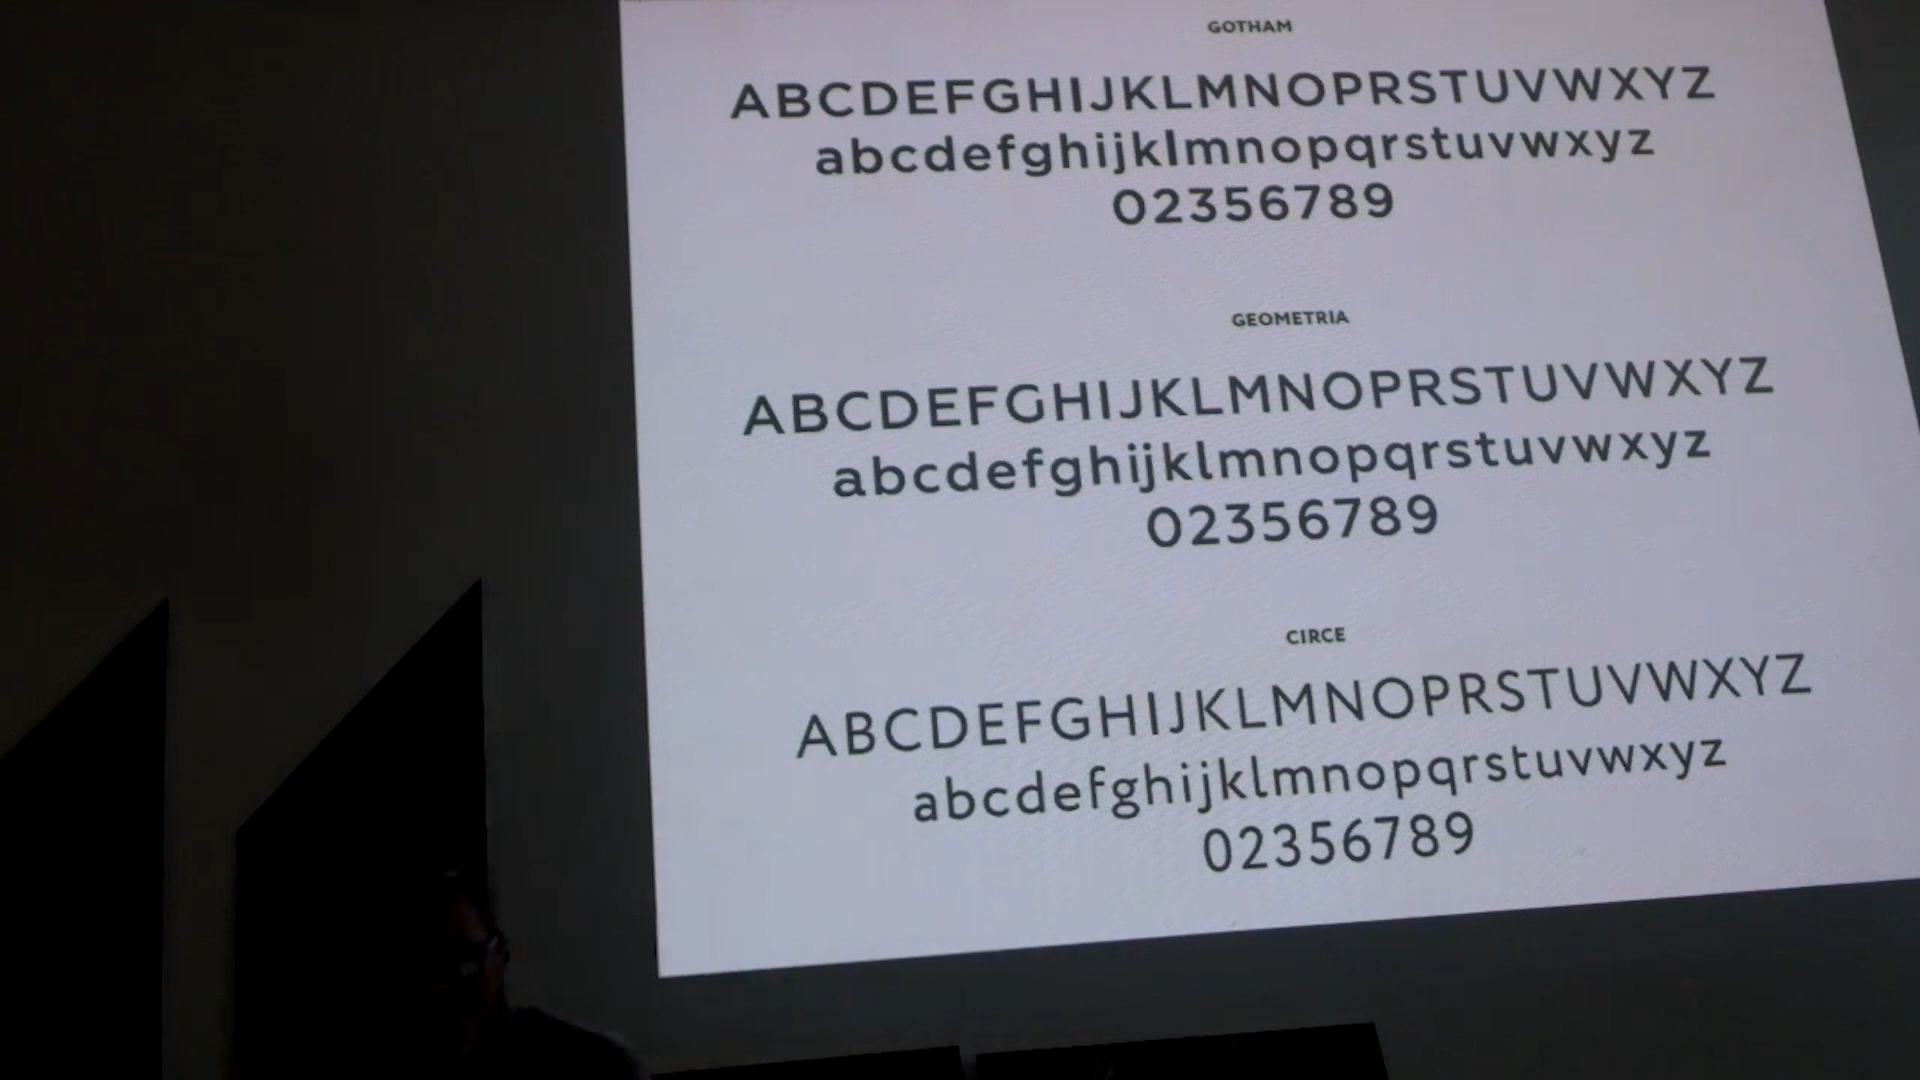 GOTHAM
ABCDEFGHIJKLMNOPRSTUVWXYZ
abcdefghijklmnopqrstuvwxyz
02356789
GEOMETRIA
ABCDEFGHIJKLMNOPRSTUVWXYZ
abcdefghijklmnopqrstuvwxyz
02356789
CIRCE
ABCDEFGHIJKLMNOPRSTUVWXYZ
abcdefghijklmnopqrstuvwxyz
02356789